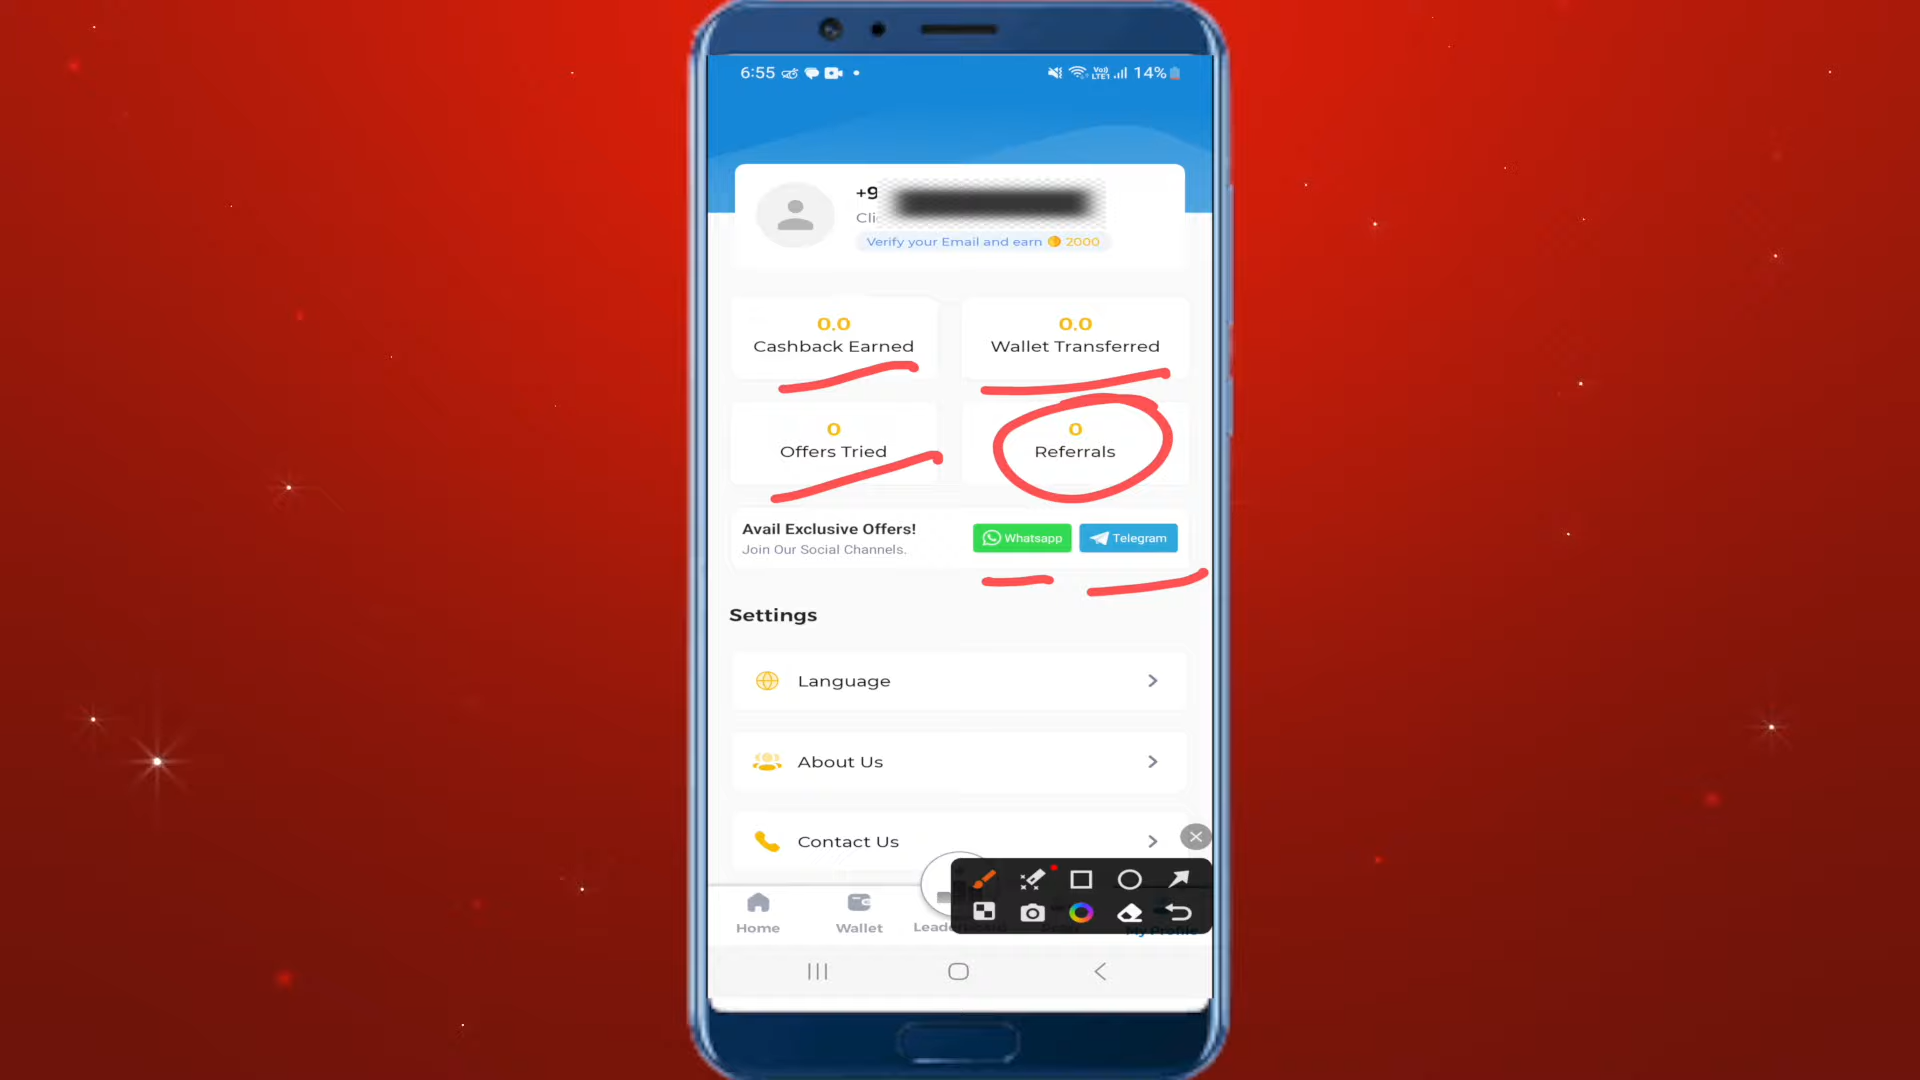 6:55 14%
+9
Cli
Verify your Email and earn 2000
0.0
Cashback Earned
0.0
Wallet Transferred
0
Offers Tried
0
Referrals
Avail Exclusive Offers!
Join Our Social Channels.
Whatsapp
Telegram
Settings
Language
About Us
Contact Us
Home
Wallet
Lead
My Profile